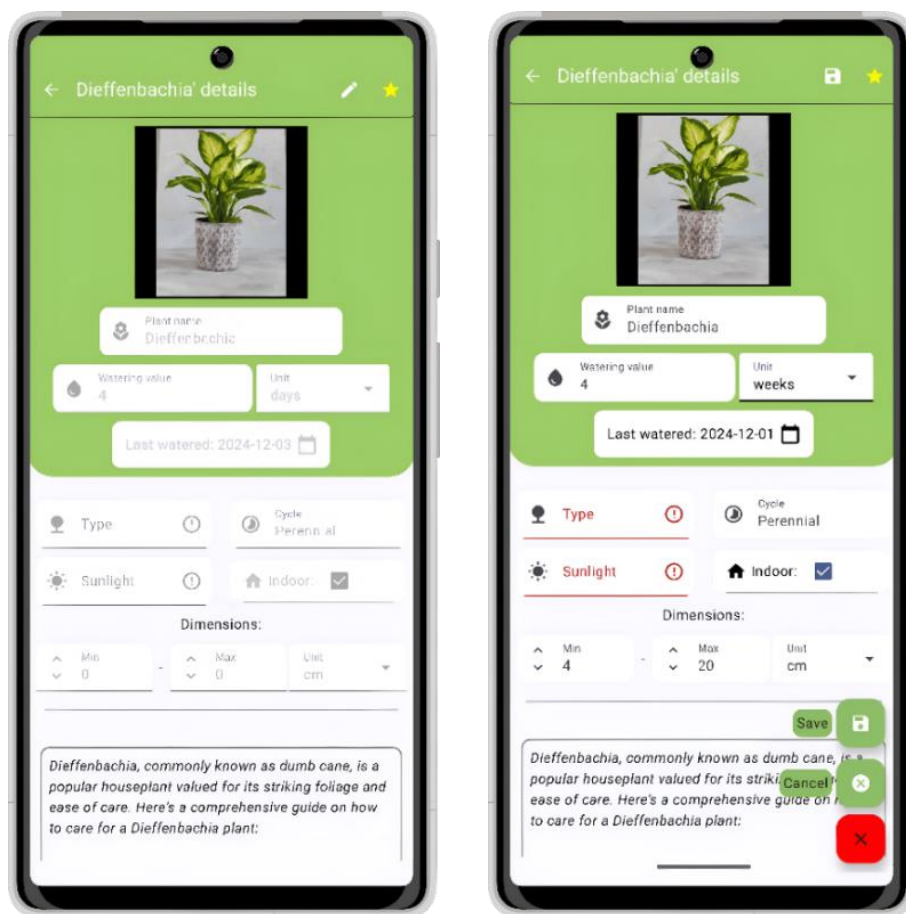 Dieffenbachia' details
Plant name
Dieffenbachia
Watering value
4
Unit
days
Last watered: 2024-12-03
Type
Cycle
Perennial
Sunlight
Indoor:
Dimensions:
Min
0
-
Max
0
Unit
cm
Dieffenbachia, commonly known as dumb cane, is a
popular houseplant valued for its striking foliage and
ease of care. Here's a comprehensive guide on how
to care for a Dieffenbachia plant:
Dieffenbachia' details
Plant name
Dieffenbachia
Watering value
4
Unit
weeks
Last watered: 2024-12-01
Type
Cycle
Perennial
Sunlight
Indoor:
Dimensions:
Min
4
-
Max
20
Unit
cm
Save
Dieffenbachia, commonly known as dumb cane, is a
popular houseplant valued for its striki
Cancel
ease of care. Here's a comprehensive guide on
to care for a Dieffenbachia plant: